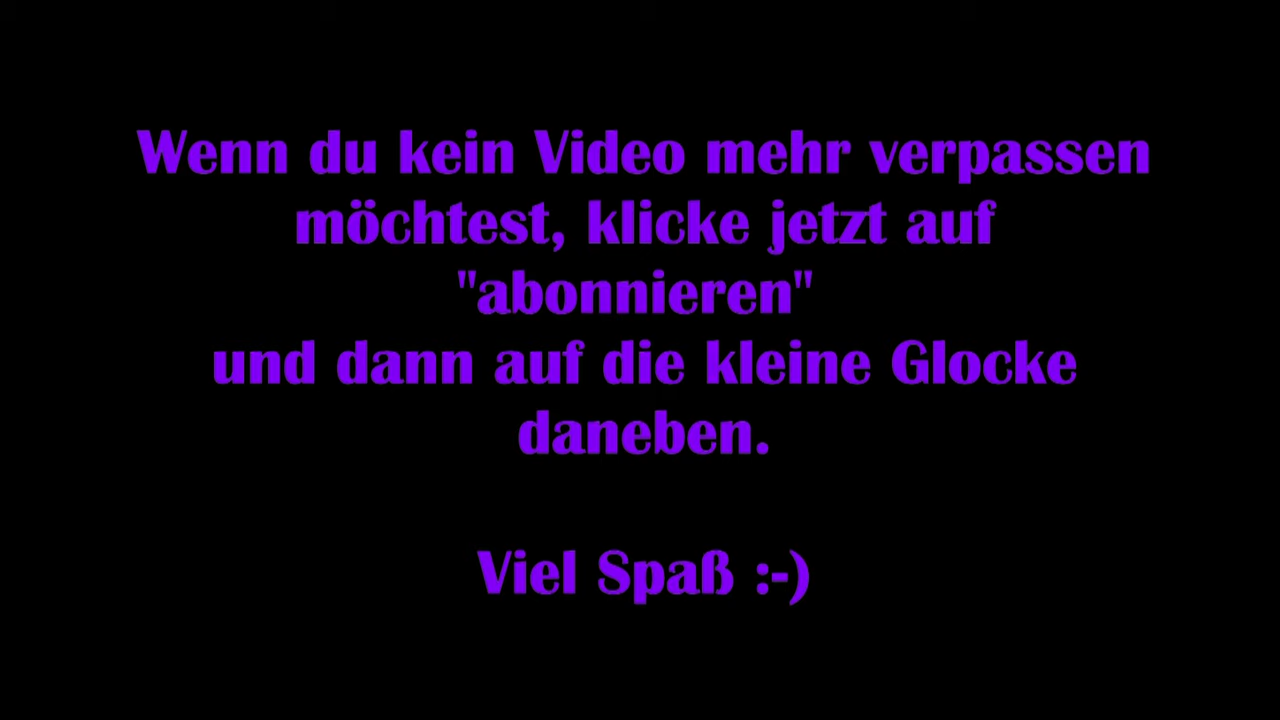 Wenn du kein Video mehr verpassen
möchtest, klicke jetzt auf
"abonnieren"
und dann auf die kleine Glocke
daneben.
Viel Spaß :-)